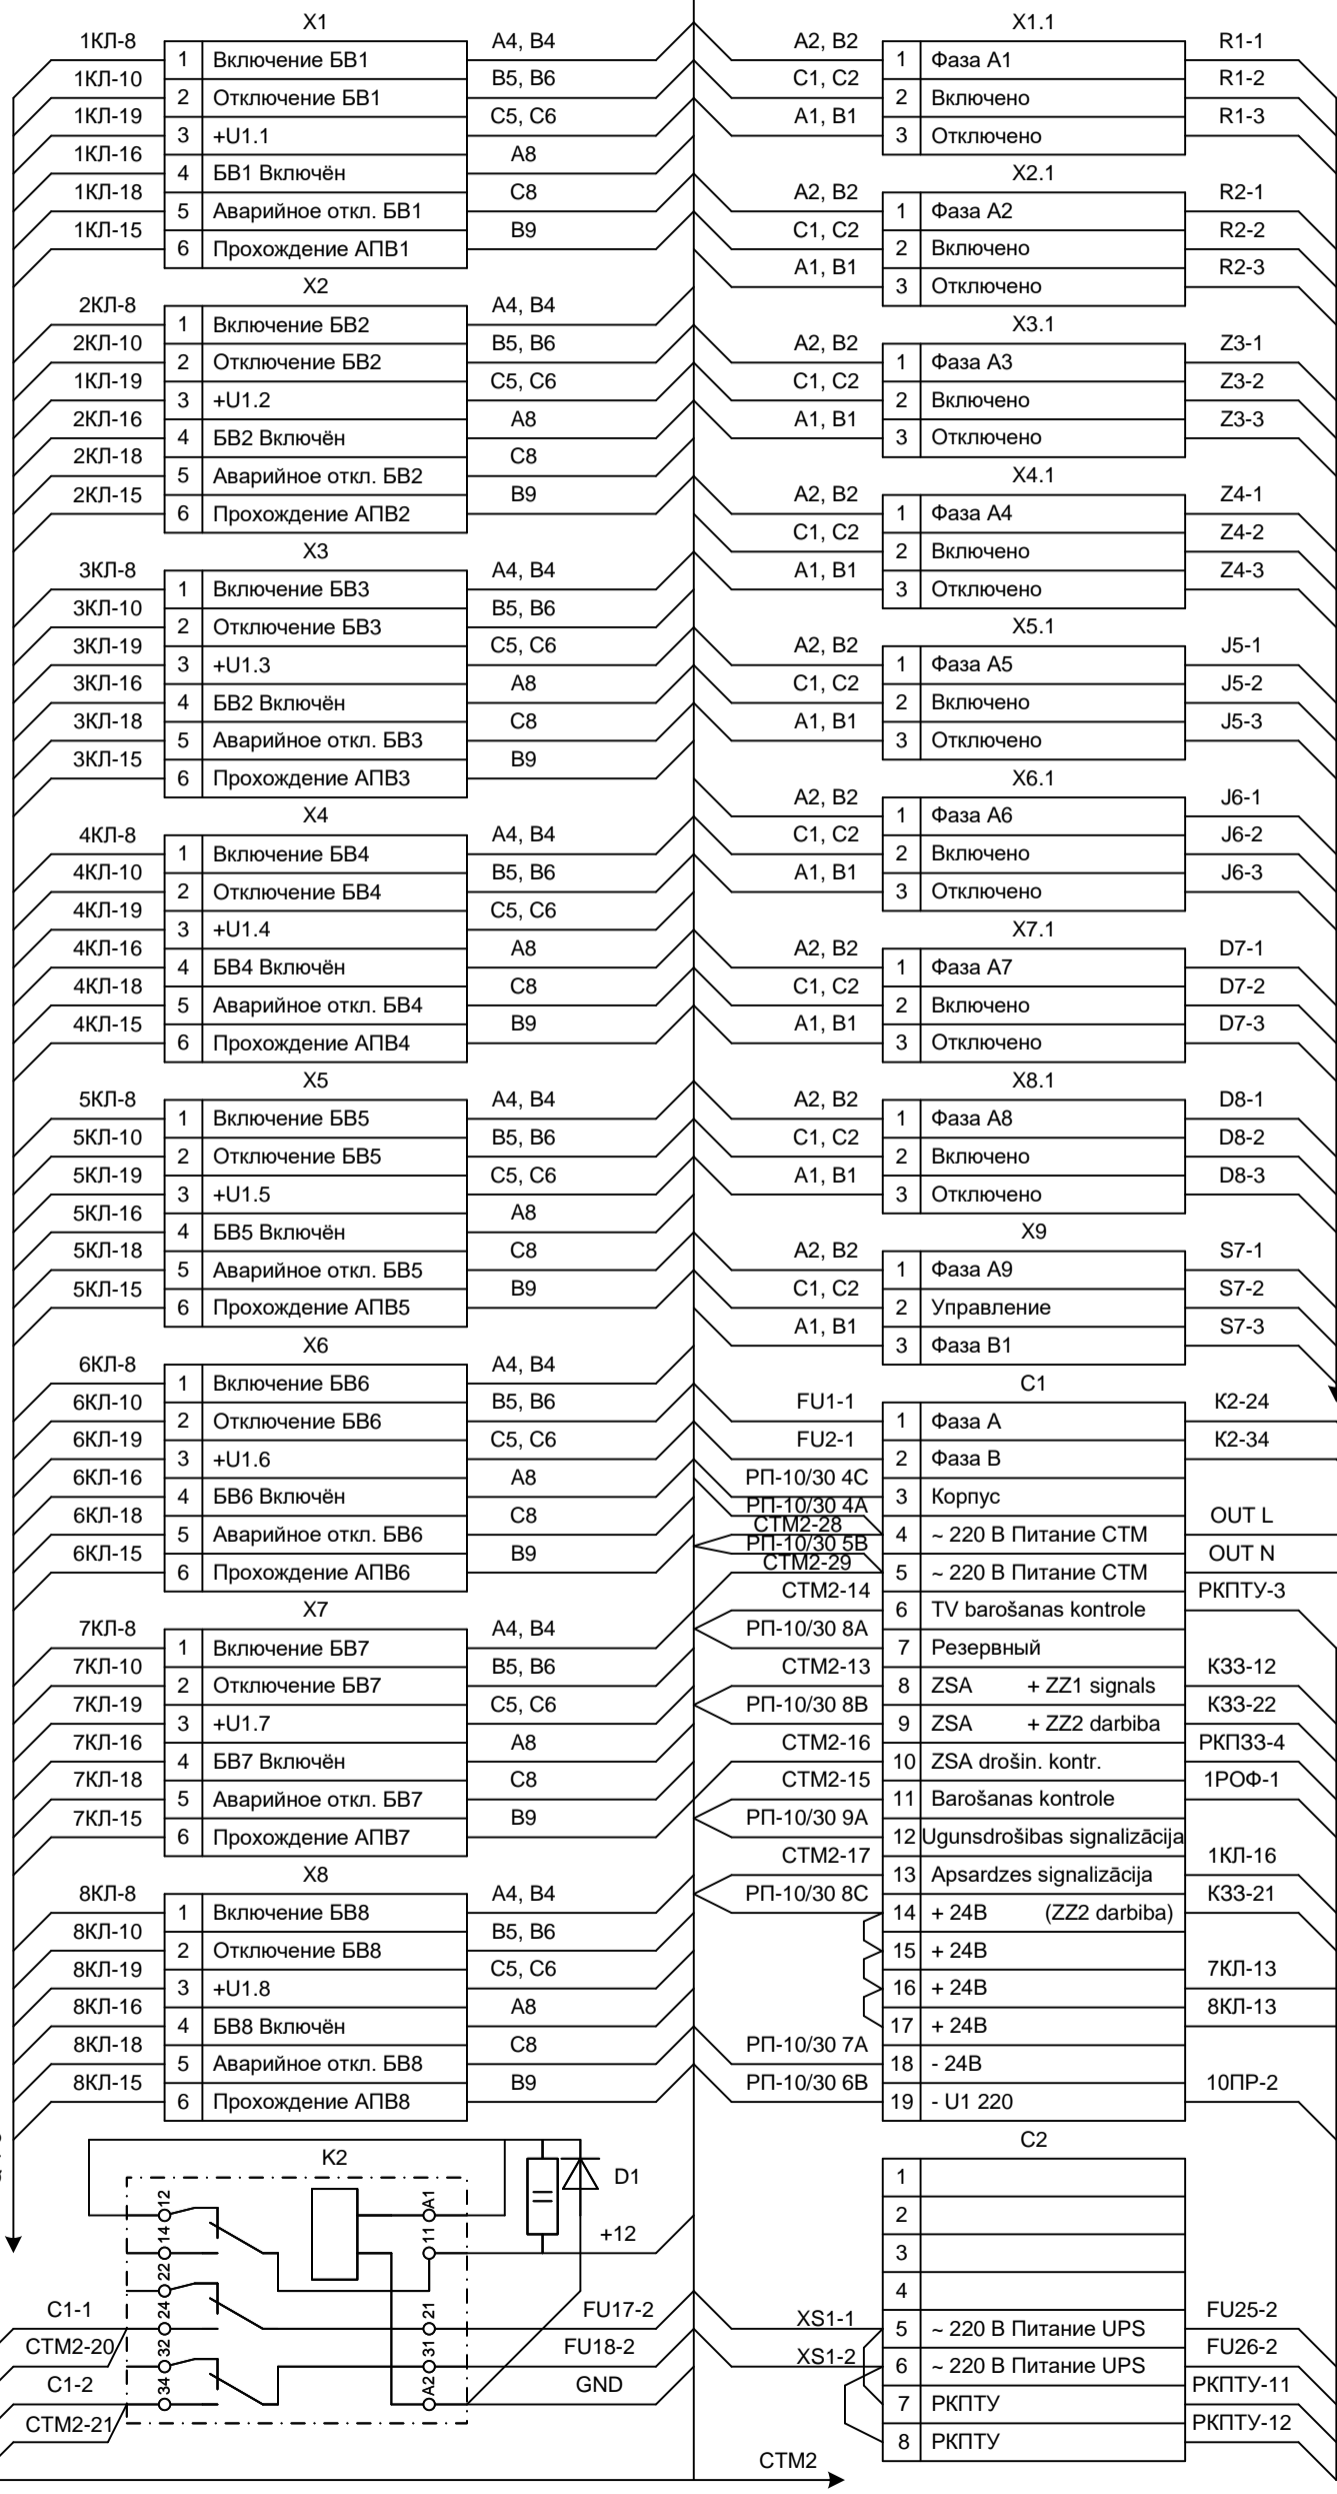 X1
1КЛ-8 1 Включение БВ1 A4, B4
1КЛ-10 2 Отключение БВ1 B5, B6
1КЛ-19 3 +U1.1 C5, C6
1КЛ-16 4 БВ1 Включён A8
1КЛ-18 5 Аварийное откл. БВ1 C8
1КЛ-15 6 Прохождение АПВ1 B9
X2
2КЛ-8 1 Включение БВ2 A4, B4
2КЛ-10 2 Отключение БВ2 B5, B6
1КЛ-19 3 +U1.2 C5, C6
2КЛ-16 4 БВ2 Включён A8
2КЛ-18 5 Аварийное откл. БВ2 C8
2КЛ-15 6 Прохождение АПВ2 B9
X3
3КЛ-8 1 Включение БВ3 A4, B4
3КЛ-10 2 Отключение БВ3 B5, B6
3КЛ-19 3 +U1.3 C5, C6
3КЛ-16 4 БВ2 Включён A8
3КЛ-18 5 Аварийное откл. БВ3 C8
3КЛ-15 6 Прохождение АПВ3 B9
X4
4КЛ-8 1 Включение БВ4 A4, B4
4КЛ-10 2 Отключение БВ4 B5, B6
4КЛ-19 3 +U1.4 C5, C6
4КЛ-16 4 БВ4 Включён A8
4КЛ-18 5 Аварийное откл. БВ4 C8
4КЛ-15 6 Прохождение АПВ4 B9
X5
5КЛ-8 1 Включение БВ5 A4, B4
5КЛ-10 2 Отключение БВ5 B5, B6
5КЛ-19 3 +U1.5 C5, C6
5КЛ-16 4 БВ5 Включён A8
5КЛ-18 5 Аварийное откл. БВ5 C8
5КЛ-15 6 Прохождение АПВ5 B9
X6
6КЛ-8 1 Включение БВ6 A4, B4
6КЛ-10 2 Отключение БВ6 B5, B6
6КЛ-19 3 +U1.6 C5, C6
6КЛ-16 4 БВ6 Включён A8
6КЛ-18 5 Аварийное откл. БВ6 C8
6КЛ-15 6 Прохождение АПВ6 B9
X7
7КЛ-8 1 Включение БВ7 A4, B4
7КЛ-10 2 Отключение БВ7 B5, B6
7КЛ-19 3 +U1.7 C5, C6
7КЛ-16 4 БВ7 Включён A8
7КЛ-18 5 Аварийное откл. БВ7 C8
7КЛ-15 6 Прохождение АПВ7 B9
X8
8КЛ-8 1 Включение БВ8 A4, B4
8КЛ-10 2 Отключение БВ8 B5, B6
8КЛ-19 3 +U1.8 C5, C6
8КЛ-16 4 БВ8 Включён A8
8КЛ-18 5 Аварийное откл. БВ8 C8
8КЛ-15 6 Прохождение АПВ8 B9
K2
D1
12 A1
14 11 +12
22
C1-1 24 21 FU17-2
СТМ2-20 32 31 FU18-2
C1-2 34 A2 GND
СТМ2-21
СТМ2
X1.1
A2, B2 1 Фаза А1 R1-1
C1, C2 2 Включено R1-2
A1, B1 3 Отключено R1-3
X2.1
A2, B2 1 Фаза А2 R2-1
C1, C2 2 Включено R2-2
A1, B1 3 Отключено R2-3
X3.1
A2, B2 1 Фаза А3 Z3-1
C1, C2 2 Включено Z3-2
A1, B1 3 Отключено Z3-3
X4.1
A2, B2 1 Фаза А4 Z4-1
C1, C2 2 Включено Z4-2
A1, B1 3 Отключено Z4-3
X5.1
A2, B2 1 Фаза А5 J5-1
C1, C2 2 Включено J5-2
A1, B1 3 Отключено J5-3
X6.1
A2, B2 1 Фаза А6 J6-1
C1, C2 2 Включено J6-2
A1, B1 3 Отключено J6-3
X7.1
A2, B2 1 Фаза А7 D7-1
C1, C2 2 Включено D7-2
A1, B1 3 Отключено D7-3
X8.1
A2, B2 1 Фаза А8 D8-1
C1, C2 2 Включено D8-2
A1, B1 3 Отключено D8-3
X9
A2, B2 1 Фаза А9 S7-1
C1, C2 2 Управление S7-2
A1, B1 3 Фаза В1 S7-3
C1
FU1-1 1 Фаза А К2-24
FU2-1 2 Фаза В К2-34
РП-10/30 4C 3 Корпус
РП-10/30 4A
СТМ2-28 4 ~ 220 В Питание СТМ OUT L
РП-10/30 5B
СТМ2-29 5 ~ 220 В Питание СТМ OUT N
СТМ2-14 6 TV barošanas kontrole РКПТУ-3
РП-10/30 8A 7 Резервный
СТМ2-13 8 ZSA + ZZ1 signals КЗЗ-12
РП-10/30 8B 9 ZSA + ZZ2 darbiba КЗЗ-22
СТМ2-16 10 ZSA drošin. kontr. РКПЗЗ-4
СТМ2-15 11 Barošanas kontrole 1РОФ-1
РП-10/30 9A 12 Ugunsdrošibas signalizācija
СТМ2-17 13 Apsardzes signalizācija 1КЛ-16
РП-10/30 8C 14 + 24В (ZZ2 darbiba) КЗЗ-21
15 + 24В
16 + 24В 7КЛ-13
17 + 24В 8КЛ-13
РП-10/30 7A 18 - 24В
РП-10/30 6B 19 - U1 220 10ПР-2
C2
1
2
3
4
XS1-1 5 ~ 220 В Питание UPS FU25-2
XS1-2 6 ~ 220 В Питание UPS FU26-2
7 РКПТУ РКПТУ-11
8 РКПТУ РКПТУ-12